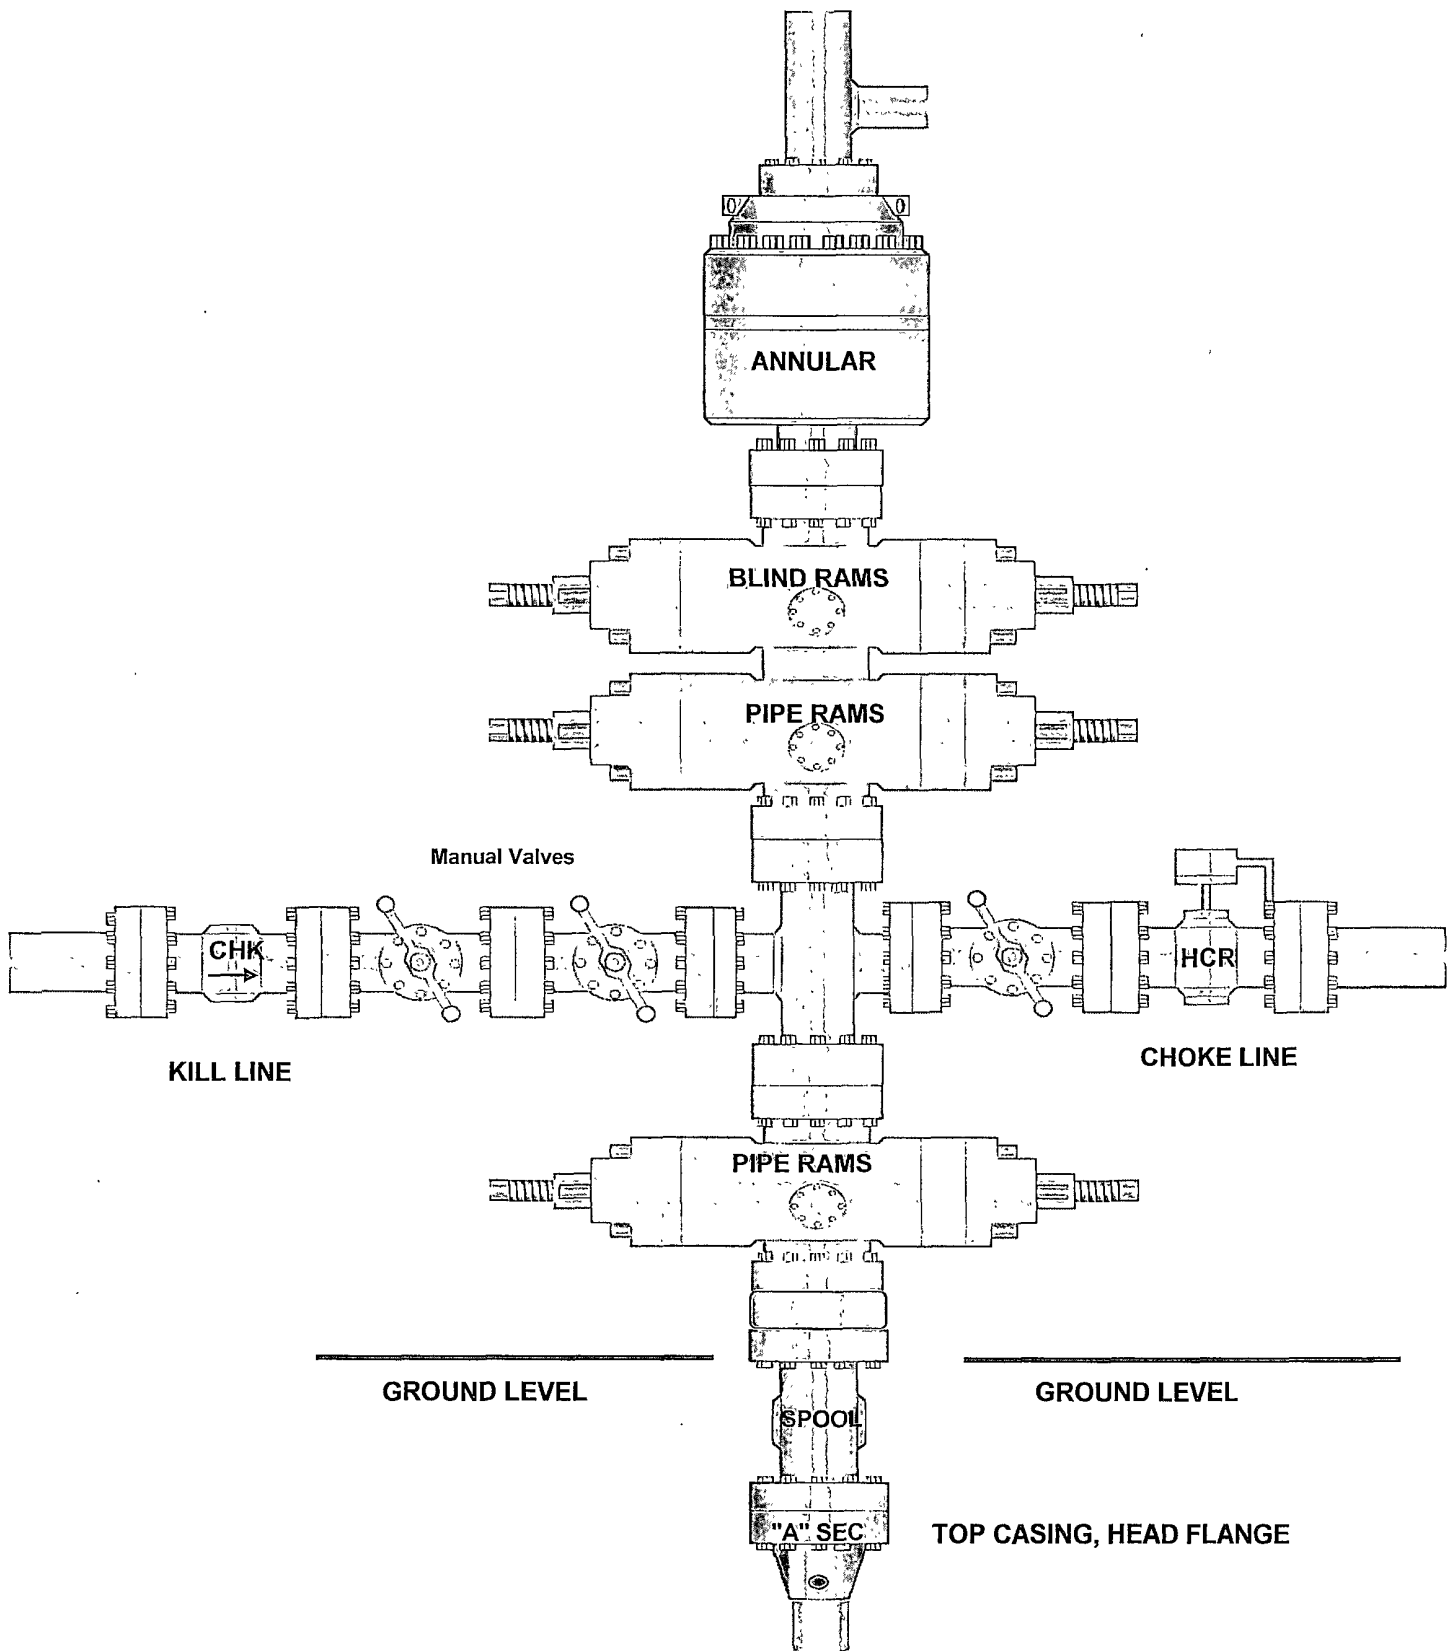 ANNULAR
BLIND RAMS
PIPE RAMS
Manual Valves
CHK
HCR
KILL LINE
CHOKE LINE
PIPE RAMS
GROUND LEVEL
GROUND LEVEL
SPOOL
"A" SEC
TOP CASING, HEAD FLANGE